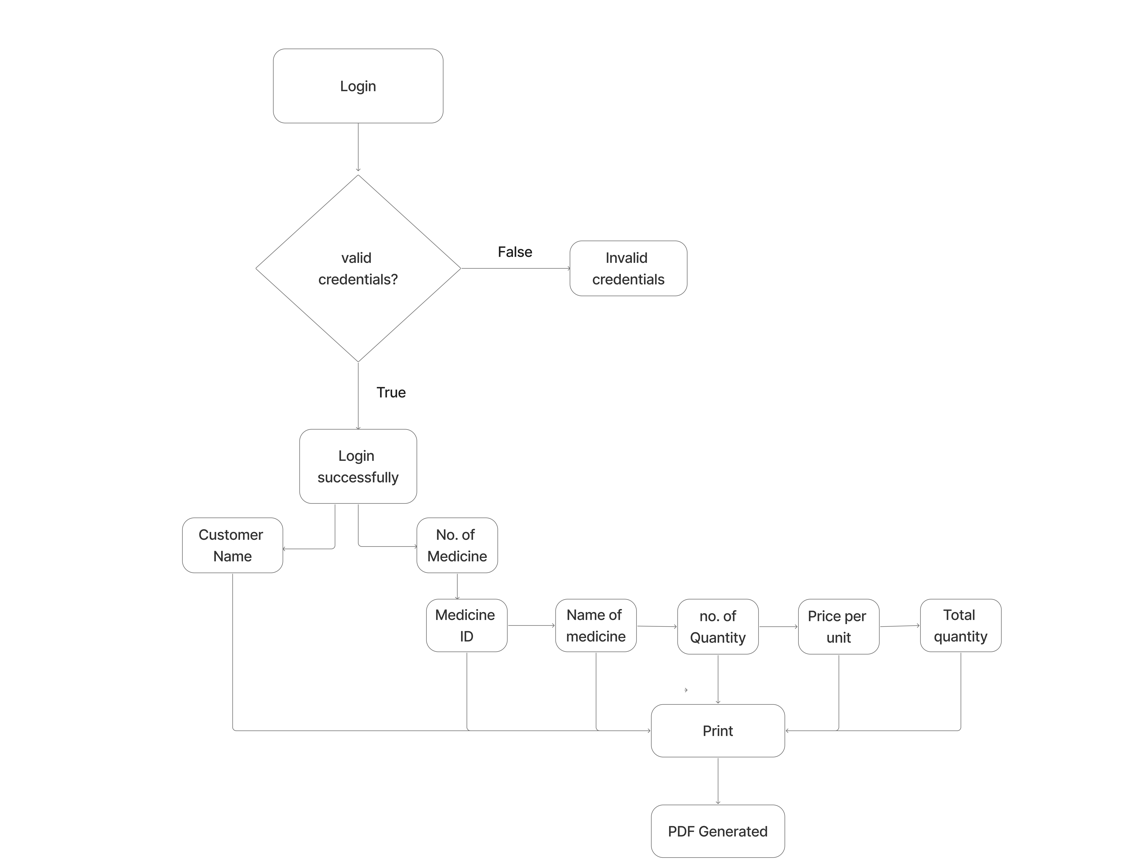 Login
valid
credentials?
False
Invalid
credentials
True
Login
successfully
Customer
Name
No. of
Medicine
Medicine
ID
Name of
medicine
no. of
Quantity
Price per
unit
Total
quantity
Print
PDF Generated